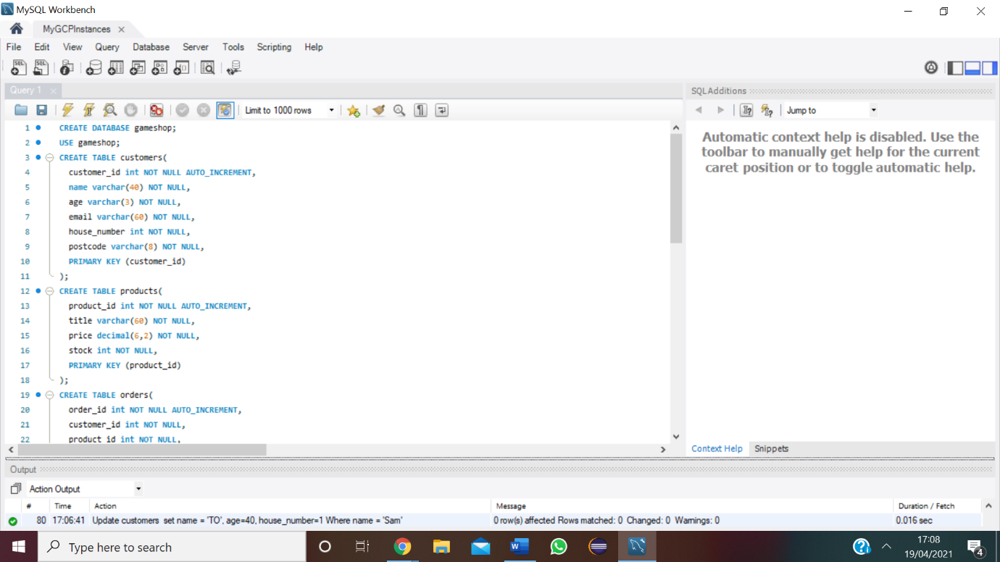 MySQL Workbench
MyGCPInstances
File Edit View Query Database Server Tools Scripting Help
SQL SQL
Query 1
SQLAdditions
Limit to 1000 rows
Jump to
1 CREATE DATABASE gameshop;
2 USE gameshop;
3 CREATE TABLE customers(
4 customer_id int NOT NULL AUTO_INCREMENT,
5 name varchar(40) NOT NULL,
6 age varchar(3) NOT NULL,
7 email varchar(60) NOT NULL,
8 house_number int NOT NULL,
9 postcode varchar(8) NOT NULL,
10 PRIMARY KEY (customer_id)
11 );
12 CREATE TABLE products(
13 product_id int NOT NULL AUTO_INCREMENT,
14 title varchar(60) NOT NULL,
15 price decimal(6,2) NOT NULL,
16 stock int NOT NULL,
17 PRIMARY KEY (product_id)
18 );
19 CREATE TABLE orders(
20 order_id int NOT NULL AUTO_INCREMENT,
21 customer_id int NOT NULL,
22 product_id int NOT NULL,
Automatic context help is disabled. Use the
toolbar to manually get help for the current
caret position or to toggle automatic help.
Context Help Snippets
Output
Action Output
# Time Action Message Duration / Fetch
80 17:06:41 Update customers set name = 'TO', age=40, house_number=1 Where name = 'Sam' 0 row(s) affected Rows matched: 0 Changed: 0 Warnings: 0 0.016 sec
Type here to search
17:08
19/04/2021
4